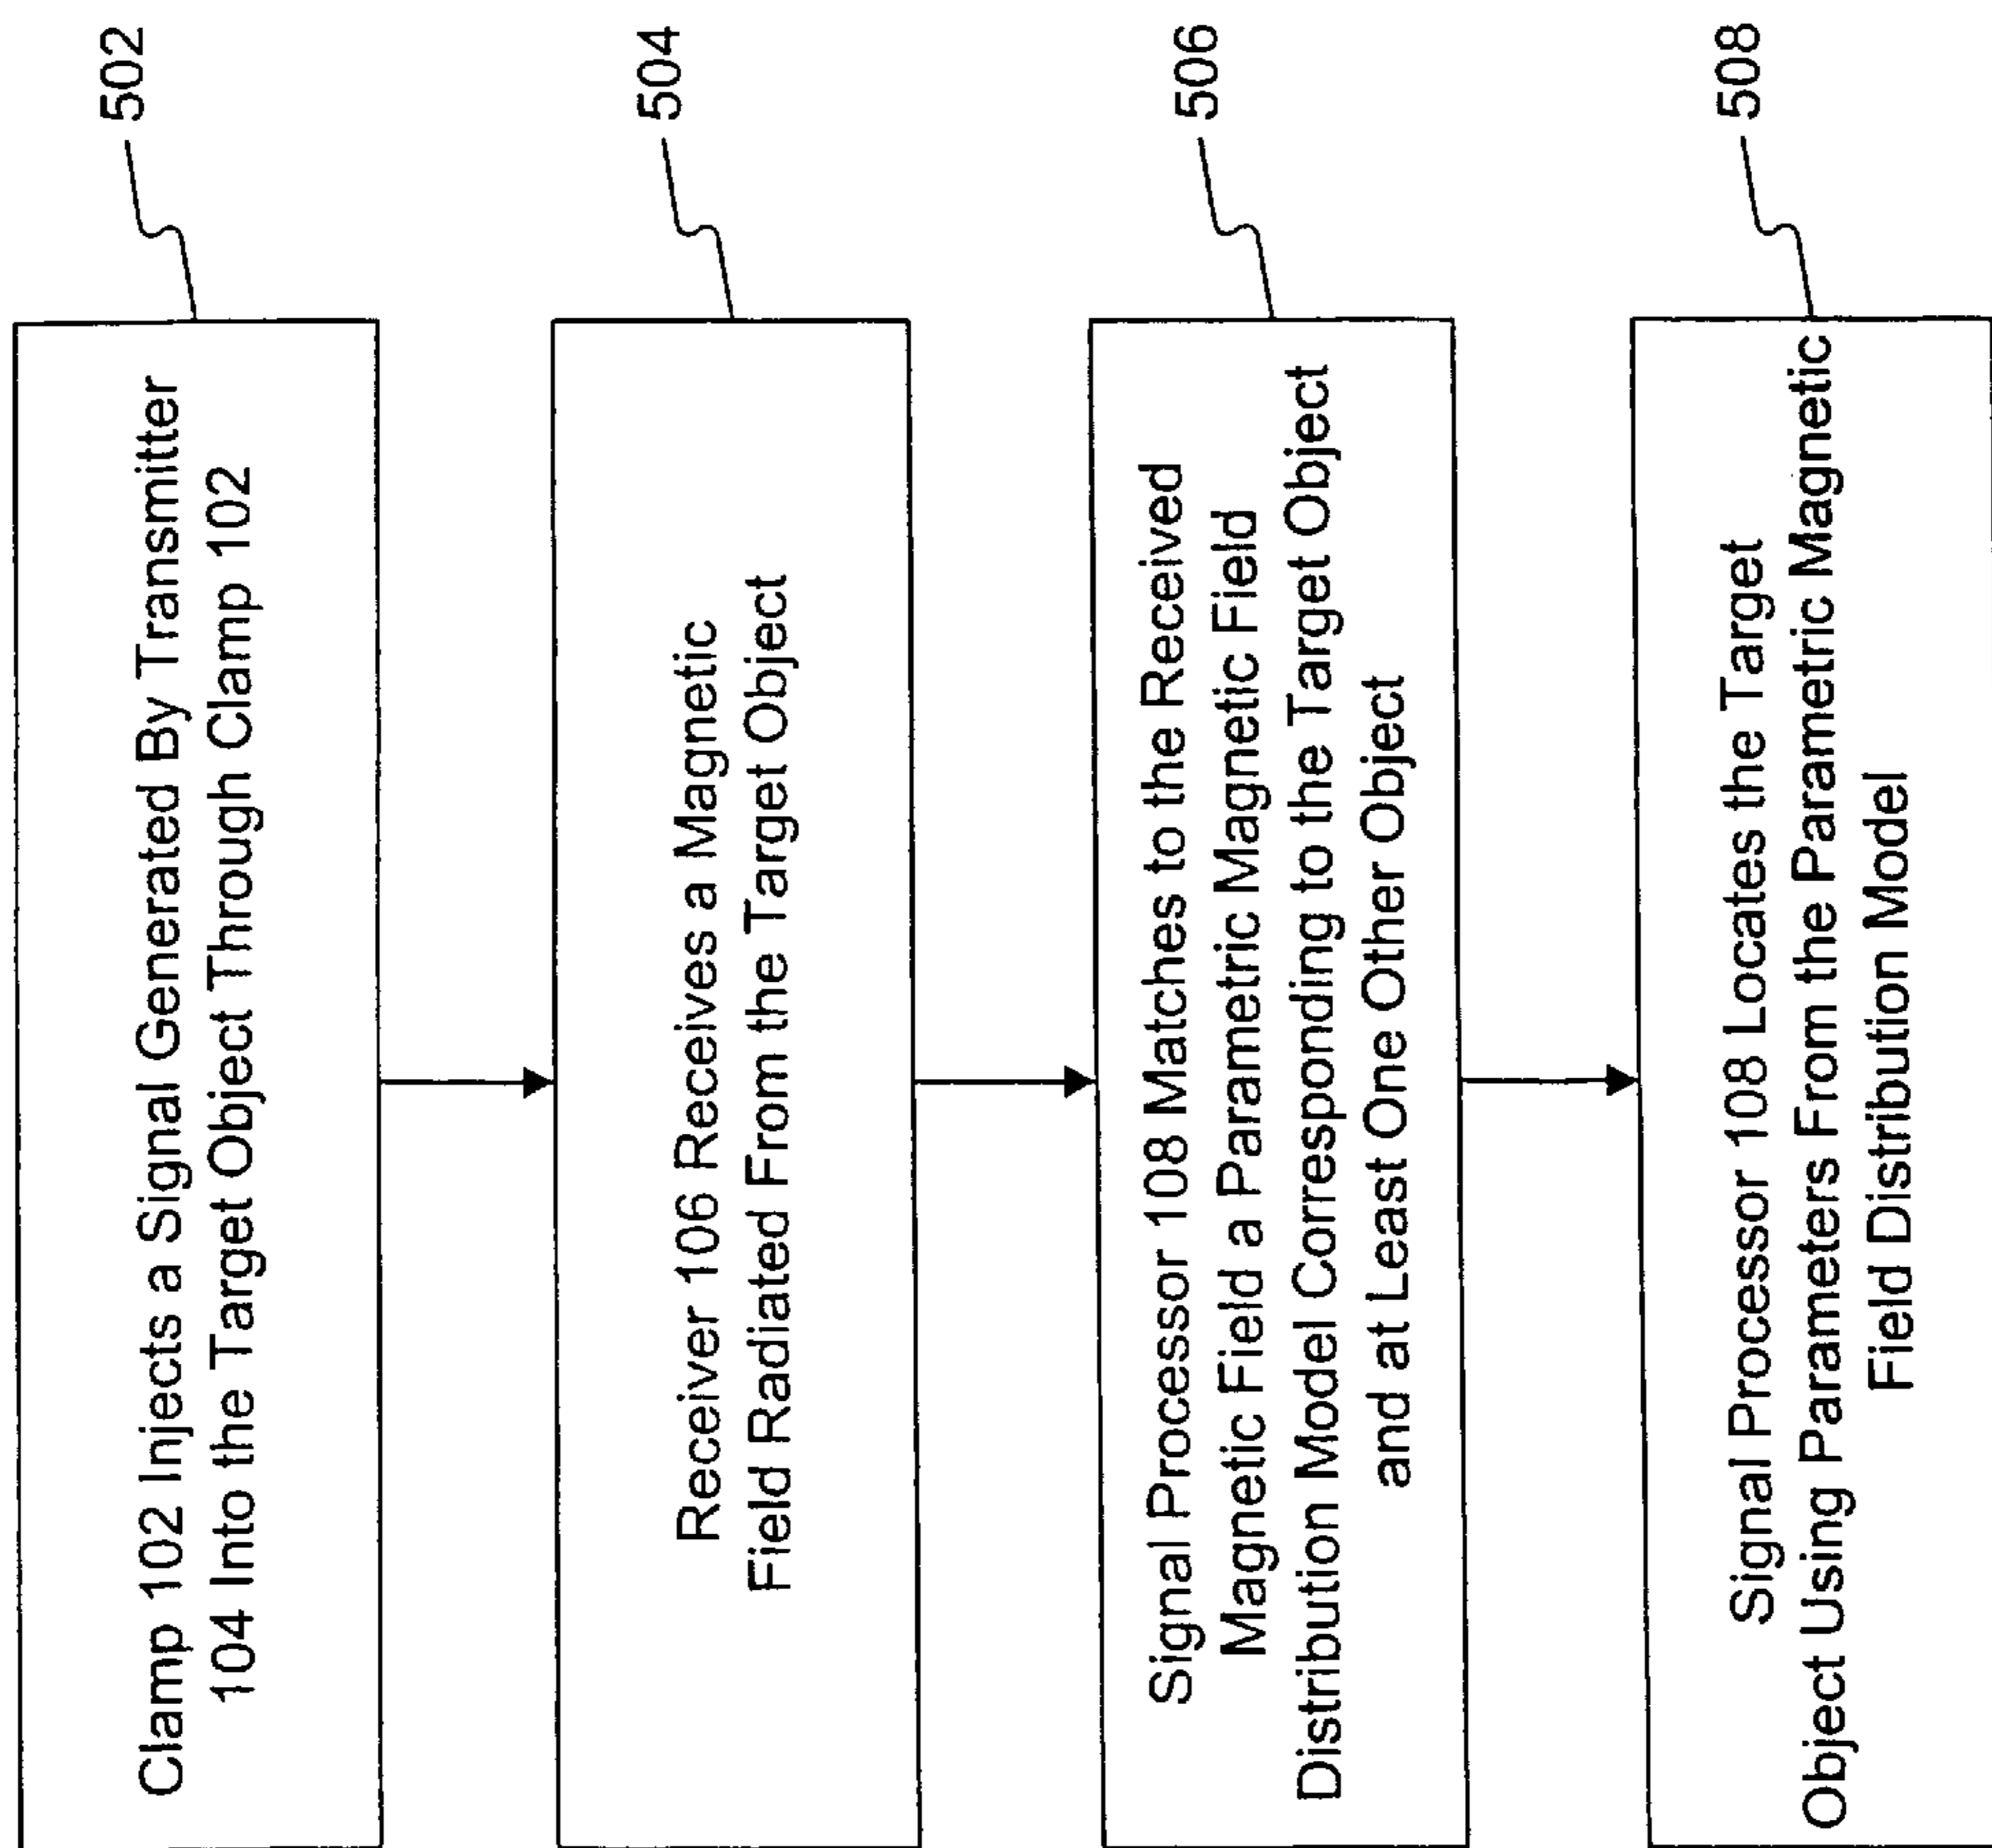 502
Clamp 102 Injects a Signal Generated By Transmitter
104 Into the Target Object Through Clamp 102
504
Receiver 106 Receives a Magnetic
Field Radiated From the Target Object
506
Signal Processor 108 Matches to the Received
Magnetic Field a Parametric Magnetic Field
Distribution Model Corresponding to the Target Object
and at Least One Other Object
508
Signal Processor 108 Locates the Target
Object Using Parameters From the Parametric Magnetic
Field Distribution Model